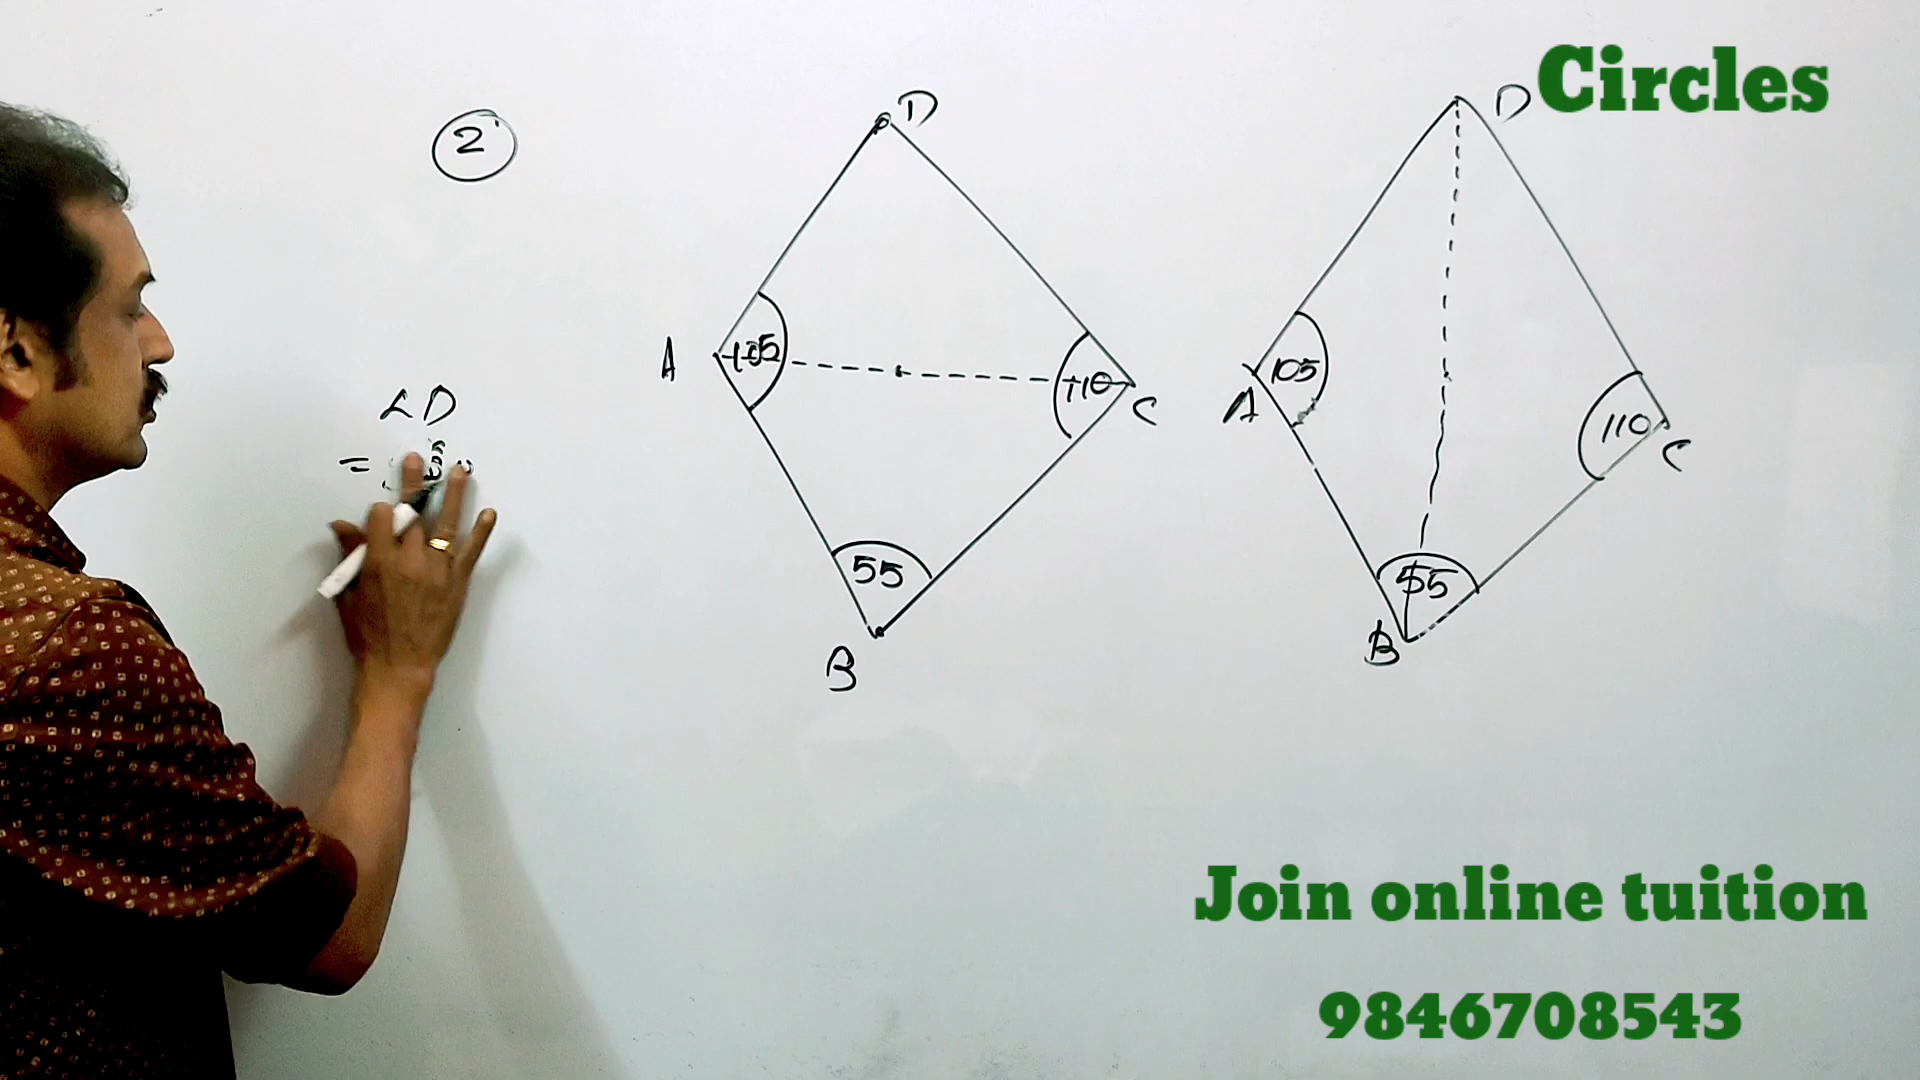 Circles
2
D
D
105
110
A
C
105
110
A
C
∠D
=
55
55
B
B
Join online tuition
9846708543